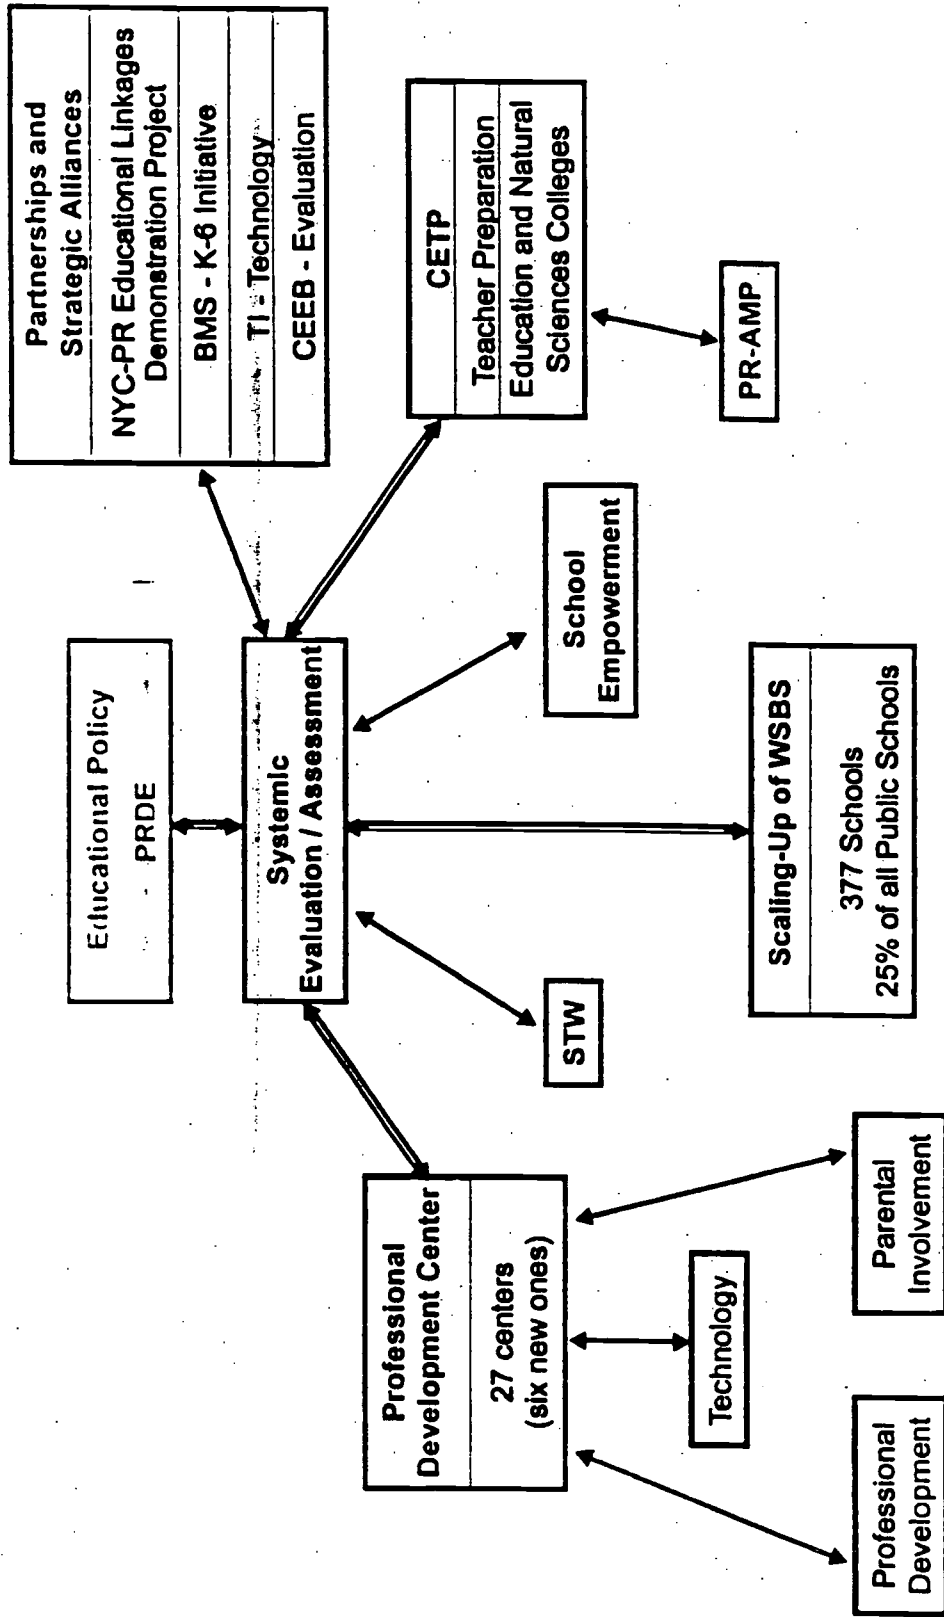 Educational Policy
- PRDE -
Partnerships and
Strategic Alliances
NYC-PR Educational Linkages
Demonstration Project
BMS - K-6 Initiative
TI - Technology
CEEB - Evaluation
Systemic
Evaluation / Assessment
Professional
Development Center
27 centers
(six new ones)
CETP
Teacher Preparation
Education and Natural
Sciences Colleges
STW
School
Empowerment
PR-AMP
Technology
Scaling-Up of WSBS
377 Schools
25% of all Public Schools
Professional
Development
Parental
Involvement